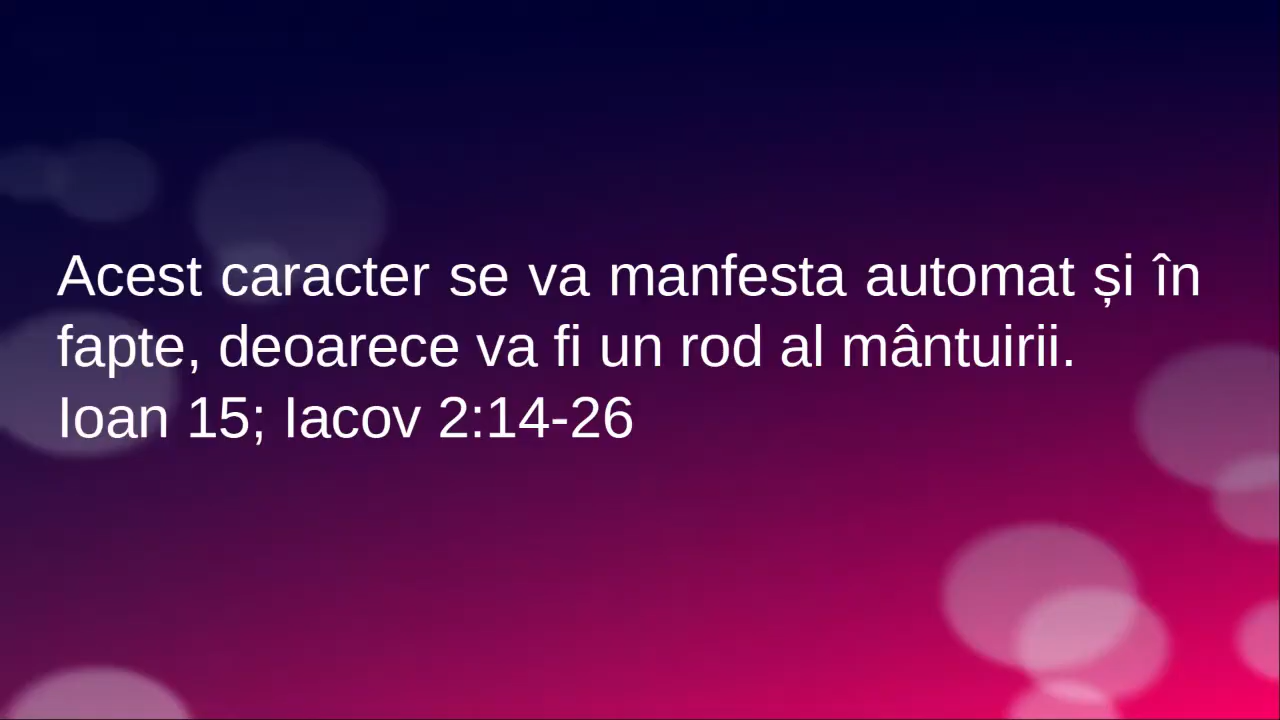 Acest caracter se va manfesta automat și în
fapte, deoarece va fi un rod al mântuirii.
Ioan 15; Iacov 2:14-26